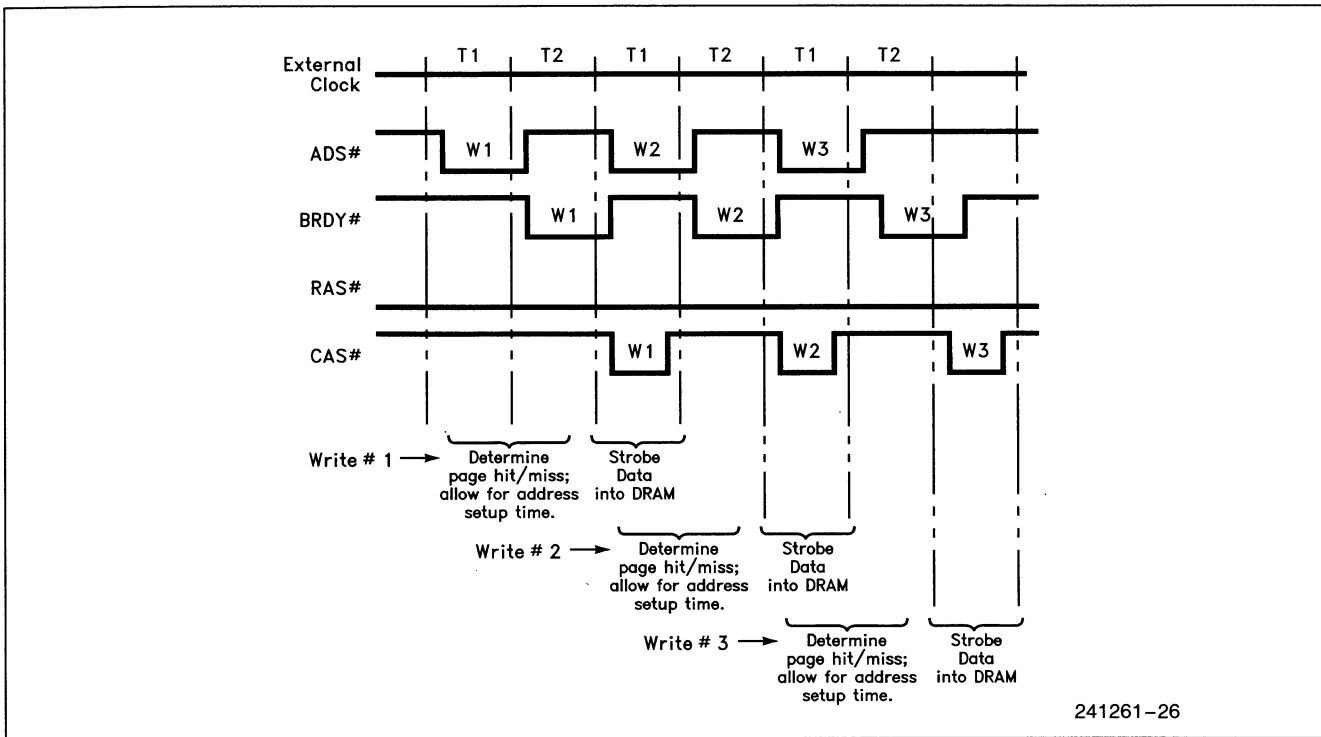 External
Clock
T1 T2 T1 T2 T1 T2
ADS#
W1 W2 W3
BRDY#
W1 W2 W3
RAS#
CAS#
W1 W2 W3
Write # 1
Determine
page hit/miss;
allow for address
setup time.
Strobe
Data
into DRAM
Write # 2
Determine
page hit/miss;
allow for address
setup time.
Strobe
Data
into DRAM
Write # 3
Determine
page hit/miss;
allow for address
setup time.
Strobe
Data
into DRAM
241261–26